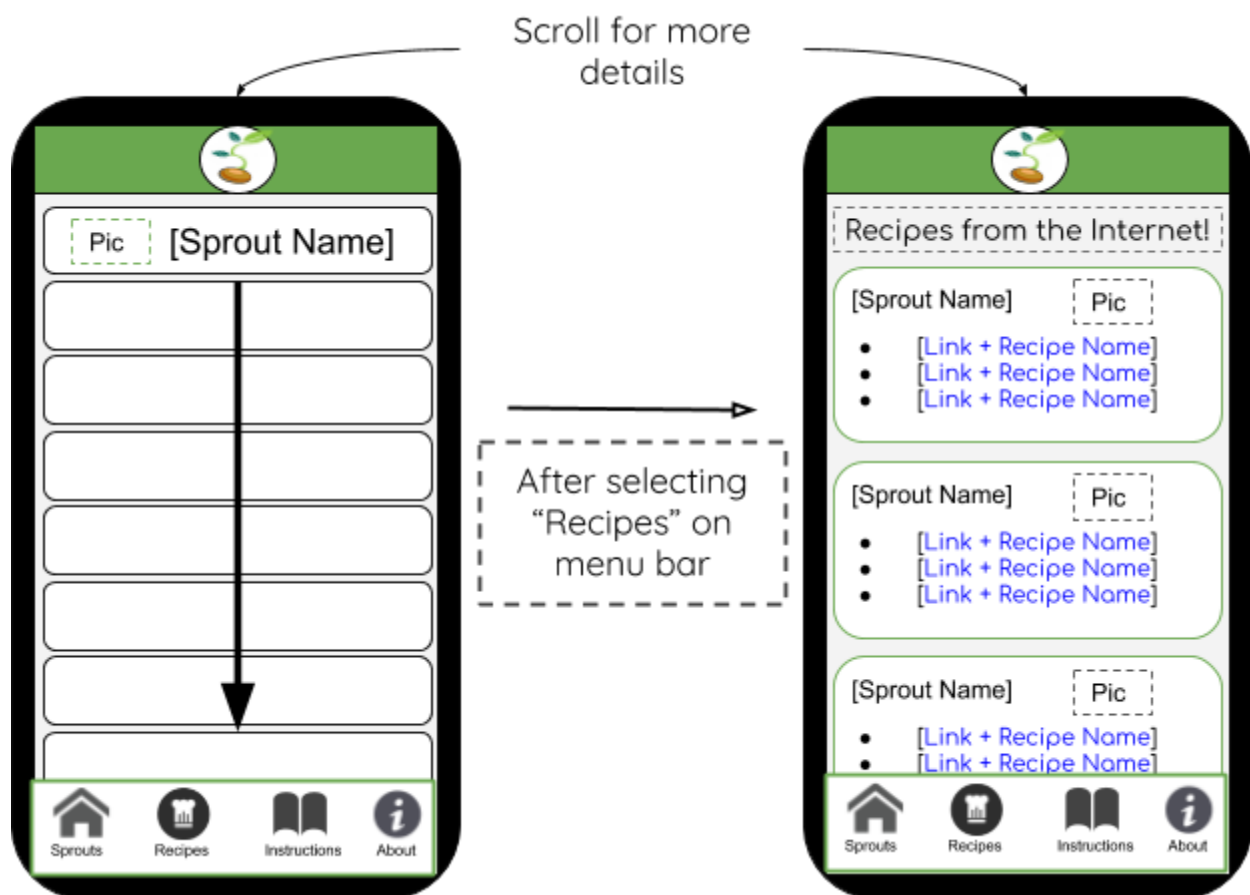 Scroll for more
details
Pic
[Sprout Name]
Sprouts
Recipes
Instructions
About
After selecting
“Recipes” on
menu bar
Recipes from the Internet!
[Sprout Name]
Pic
● [Link + Recipe Name]
● [Link + Recipe Name]
● [Link + Recipe Name]
[Sprout Name]
Pic
● [Link + Recipe Name]
● [Link + Recipe Name]
● [Link + Recipe Name]
[Sprout Name]
Pic
● [Link + Recipe Name]
● [Link + Recipe Name]
Sprouts
Recipes
Instructions
About